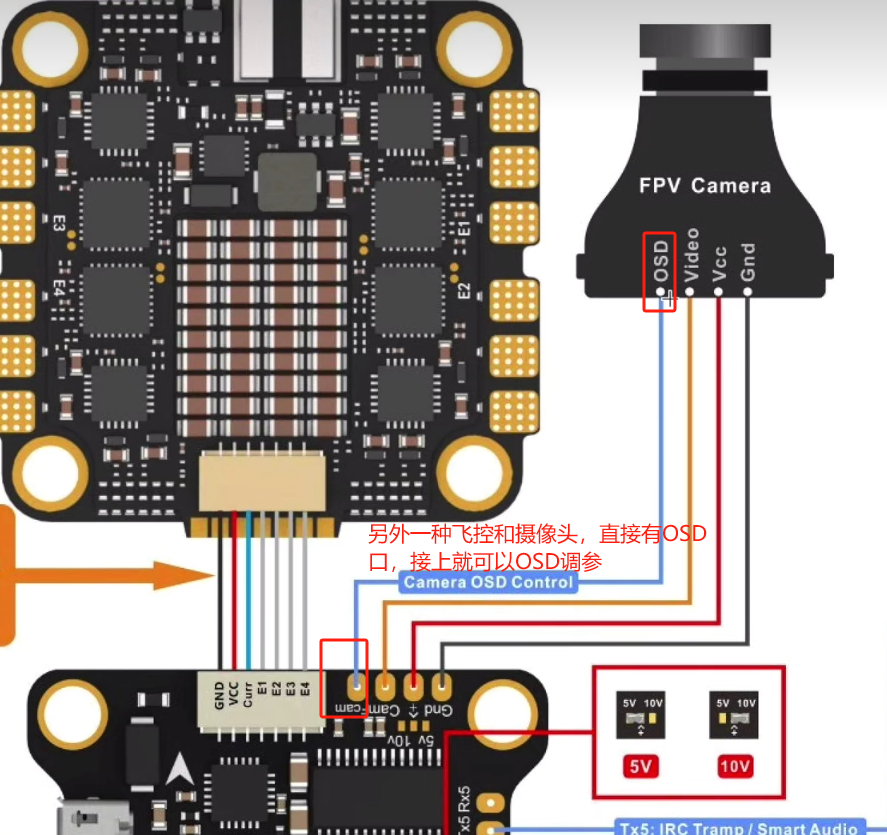 FPV Camera
OSD
Video
Vcc
Gnd
E3
E4
E1
E2
另外一种飞控和摄像头，直接有OSD
口，接上就可以OSD调参
Camera OSD Control
GND
VCC
Curr
E1
E2
E3
E4
cam
Cam
+
Gnd
5v
10v
5V 10V
5V 10V
5V
10V
Rx5
Tx5: IRC Tramp / Smart Audio